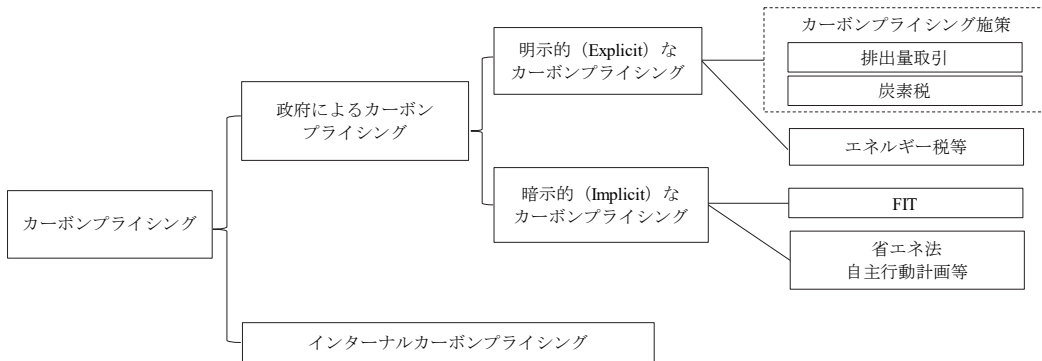 カーボンプライシング
政府によるカーボン
プライシング
インターナルカーボンプライシング
明示的（Explicit）な
カーボンプライシング
暗示的（Implicit）な
カーボンプライシング
カーボンプライシング施策
排出量取引
炭素税
エネルギー税等
FIT
省エネ法
自主行動計画等